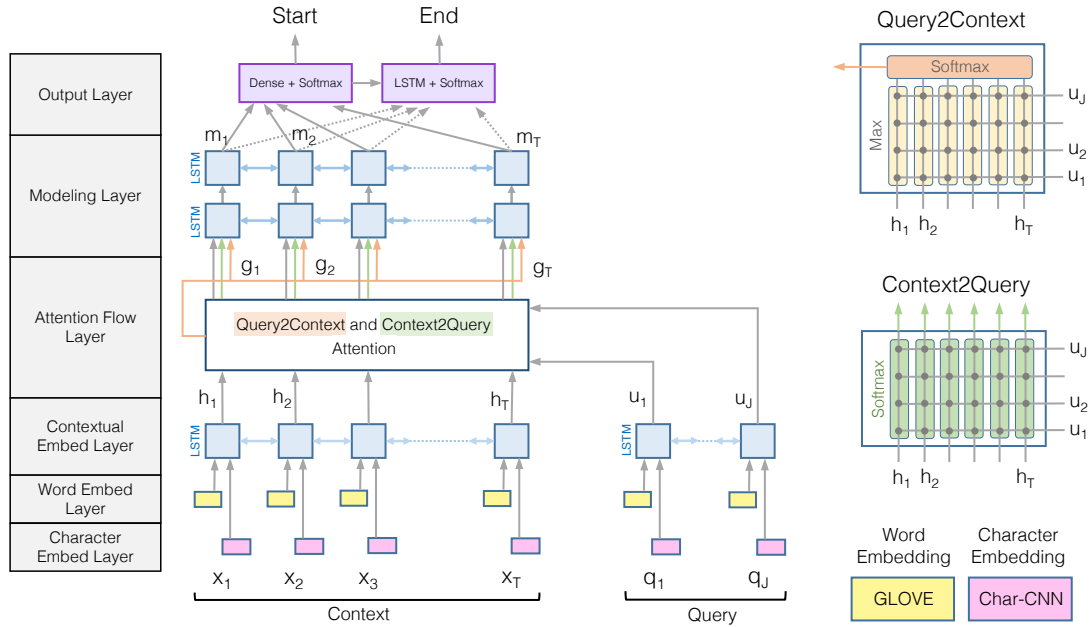 Start
End
Output Layer
Dense + Softmax
LSTM + Softmax
m1
m2
mT
Modeling Layer
LSTM
LSTM
g1
g2
gT
Attention Flow
Layer
Query2Context and Context2Query
Attention
h1
h2
hT
u1
uJ
Contextual
Embed Layer
LSTM
LSTM
Word Embed
Layer
Character
Embed Layer
x1
x2
x3
xT
q1
qJ
Context
Query
Query2Context
Softmax
Max
uJ
u2
u1
h1
h2
hT
Context2Query
Softmax
uJ
u2
u1
h1
h2
hT
Word
Embedding
Character
Embedding
GLOVE
Char-CNN